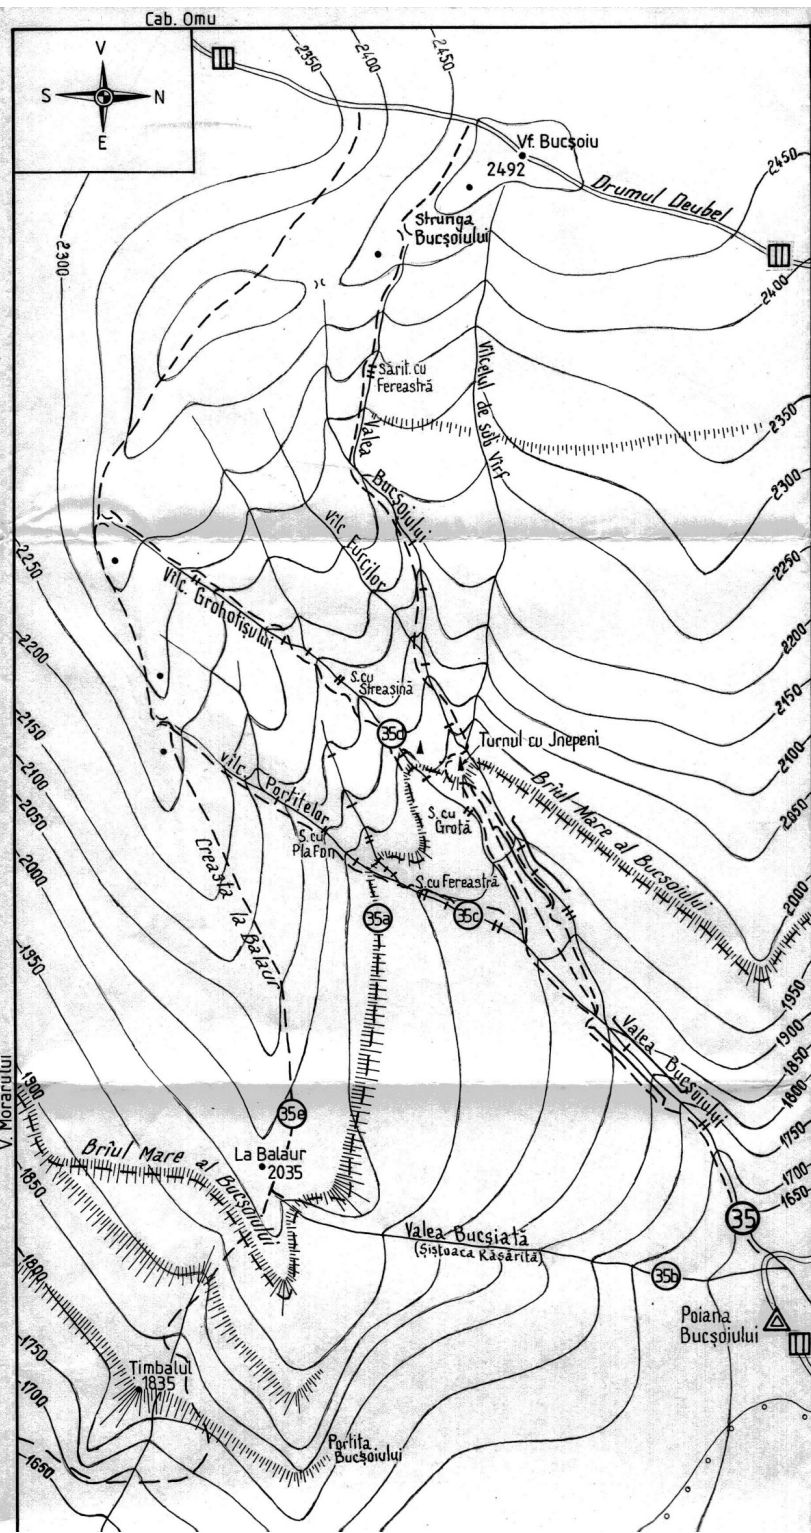 Cab. Omu
V
S
N
E
2350
2400
2450
Vf. Bucșoiu
2492
Drumul Deubel
2450
Strunga
Bucșoiului
2300
2400
Sărit. cu
Fereastră
Vîlcelul de sub Vîrf
2350
Valea
Bucșoiului
2300
Vîlc. Furcilor
2250
2250
Vîlc. Grohotișului
2200
2200
S. cu
Streașină
2150
35d
Turnul cu Jnepeni
2150
2100
2100
Vîlc. Portițelor
Brîul Mare al Bucșoiului
2050
2050
S. cu
Grotă
S. cu
Plafon
2000
Creasta la Balaur
S. cu Fereastră
2000
35a
35c
1950
1950
1900
Valea Bucșoiului
1850
V. Morarului
1900
1800
35e
1750
Brîul Mare al Bucșoiului
La Balaur
2035
1700
1850
1650
35
Valea Bucșiată
(Șiștoaca Răsărită)
1800
35b
Poiana
Bucșoiului
1750
Timbalul
1835
1700
Portița
Bucșoiului
1650